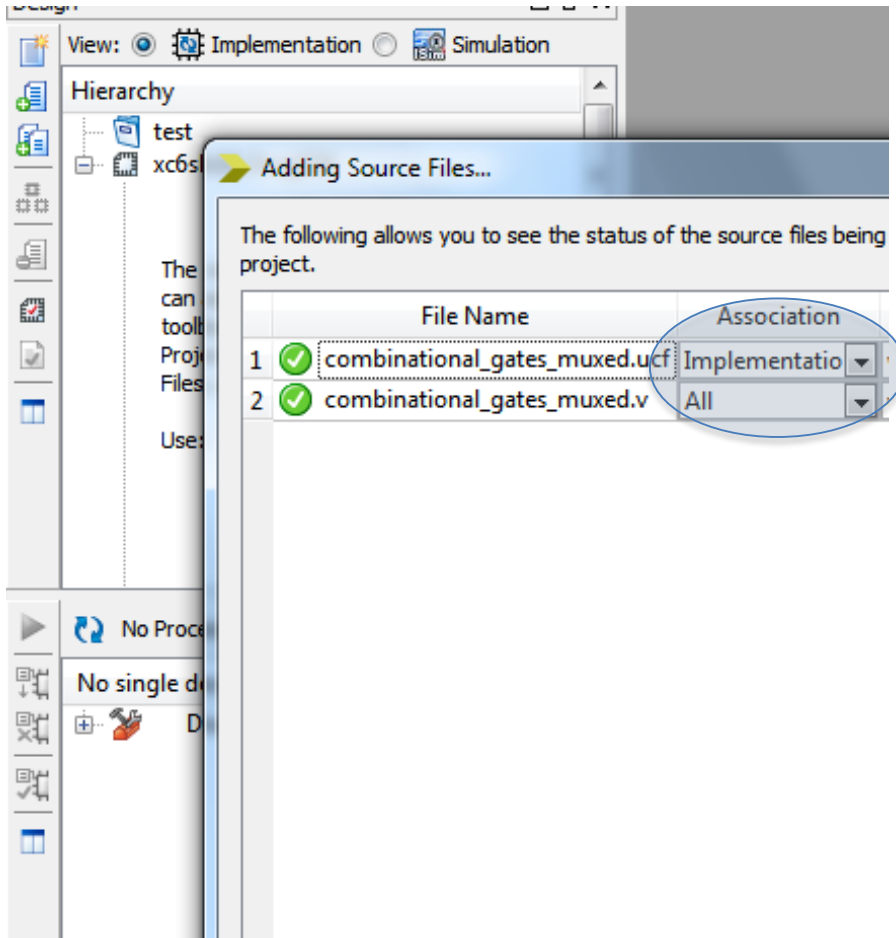 View: Implementation Simulation
Hierarchy
test
Adding Source Files...
The following allows you to see the status of the source files being
project.
The
can
Proj
Files
Use:
File Name Association
1 combinational_gates_muxed.ucf Implementatio
2 combinational_gates_muxed.v All
No Proce
No single d
D